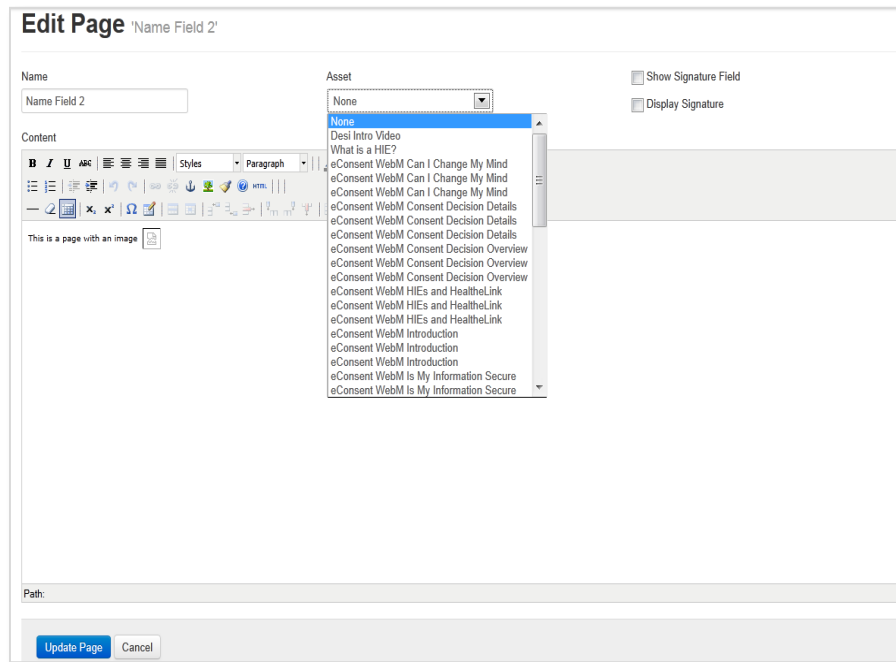 Edit Page 'Name Field 2'
Name
Asset
Show Signature Field
Name Field 2
None
Display Signature
Content
None
Desi Intro Video
What is a HIE?
eConsent WebM Can I Change My Mind
eConsent WebM Can I Change My Mind
eConsent WebM Can I Change My Mind
eConsent WebM Consent Decision Details
eConsent WebM Consent Decision Details
eConsent WebM Consent Decision Details
eConsent WebM Consent Decision Overview
eConsent WebM Consent Decision Overview
eConsent WebM Consent Decision Overview
eConsent WebM HIEs and HealtheLink
eConsent WebM HIEs and HealtheLink
eConsent WebM HIEs and HealtheLink
eConsent WebM Introduction
eConsent WebM Introduction
eConsent WebM Introduction
eConsent WebM Is My Information Secure
eConsent WebM Is My Information Secure
B I U ABC Styles Paragraph
HTML
x₂ x² Ω
This is a page with an image
Path:
Update Page Cancel